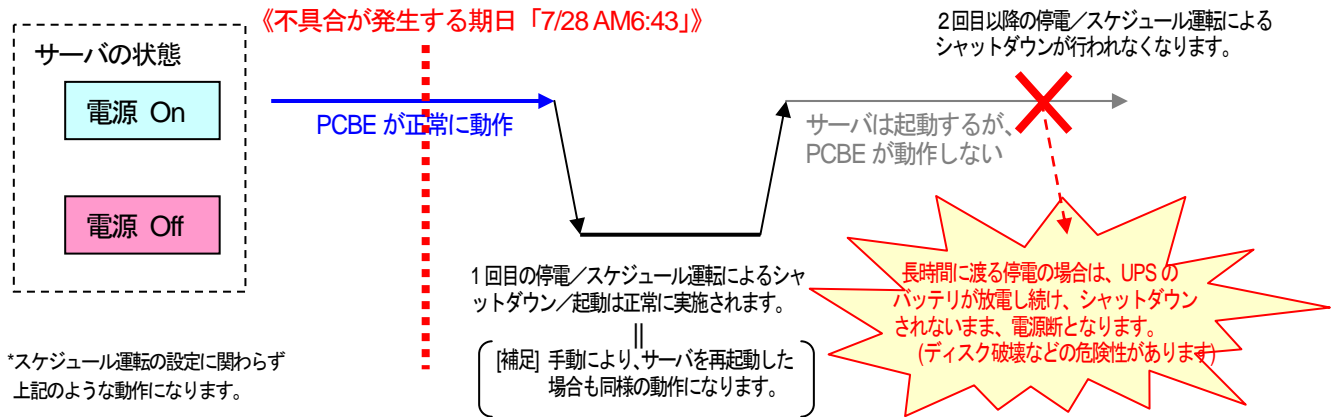 《不具合が発生する期日「7/28 AM6:43」》
2回目以降の停電／スケジュール運転による
シャットダウンが行われなくなります。
サーバの状態
電源 On
電源 Off
PCBE が正常に動作
サーバは起動するが、
PCBE が動作しない
1回目の停電／スケジュール運転によるシャ
ットダウン／起動は正常に実施されます。
||
[補足] 手動により、サーバを再起動した
場合も同様の動作になります。
長時間に渡る停電の場合は、UPS の
バッテリが放電し続け、シャットダウン
されないまま、電源断となります。
(ディスク破壊などの危険性があります)
*スケジュール運転の設定に関わらず
上記のような動作になります。